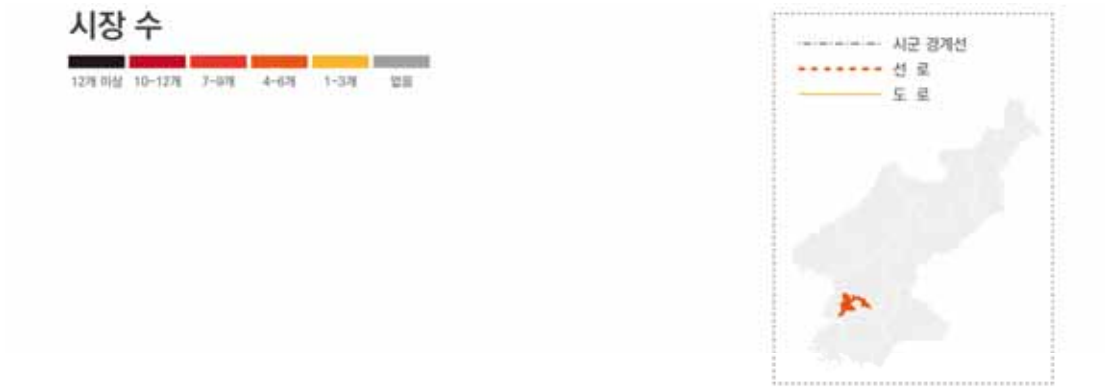 시장 수
12개 이상 10-12개 7-9개 4-6개 1-3개 없음
시군 경계선
선 로
도 로